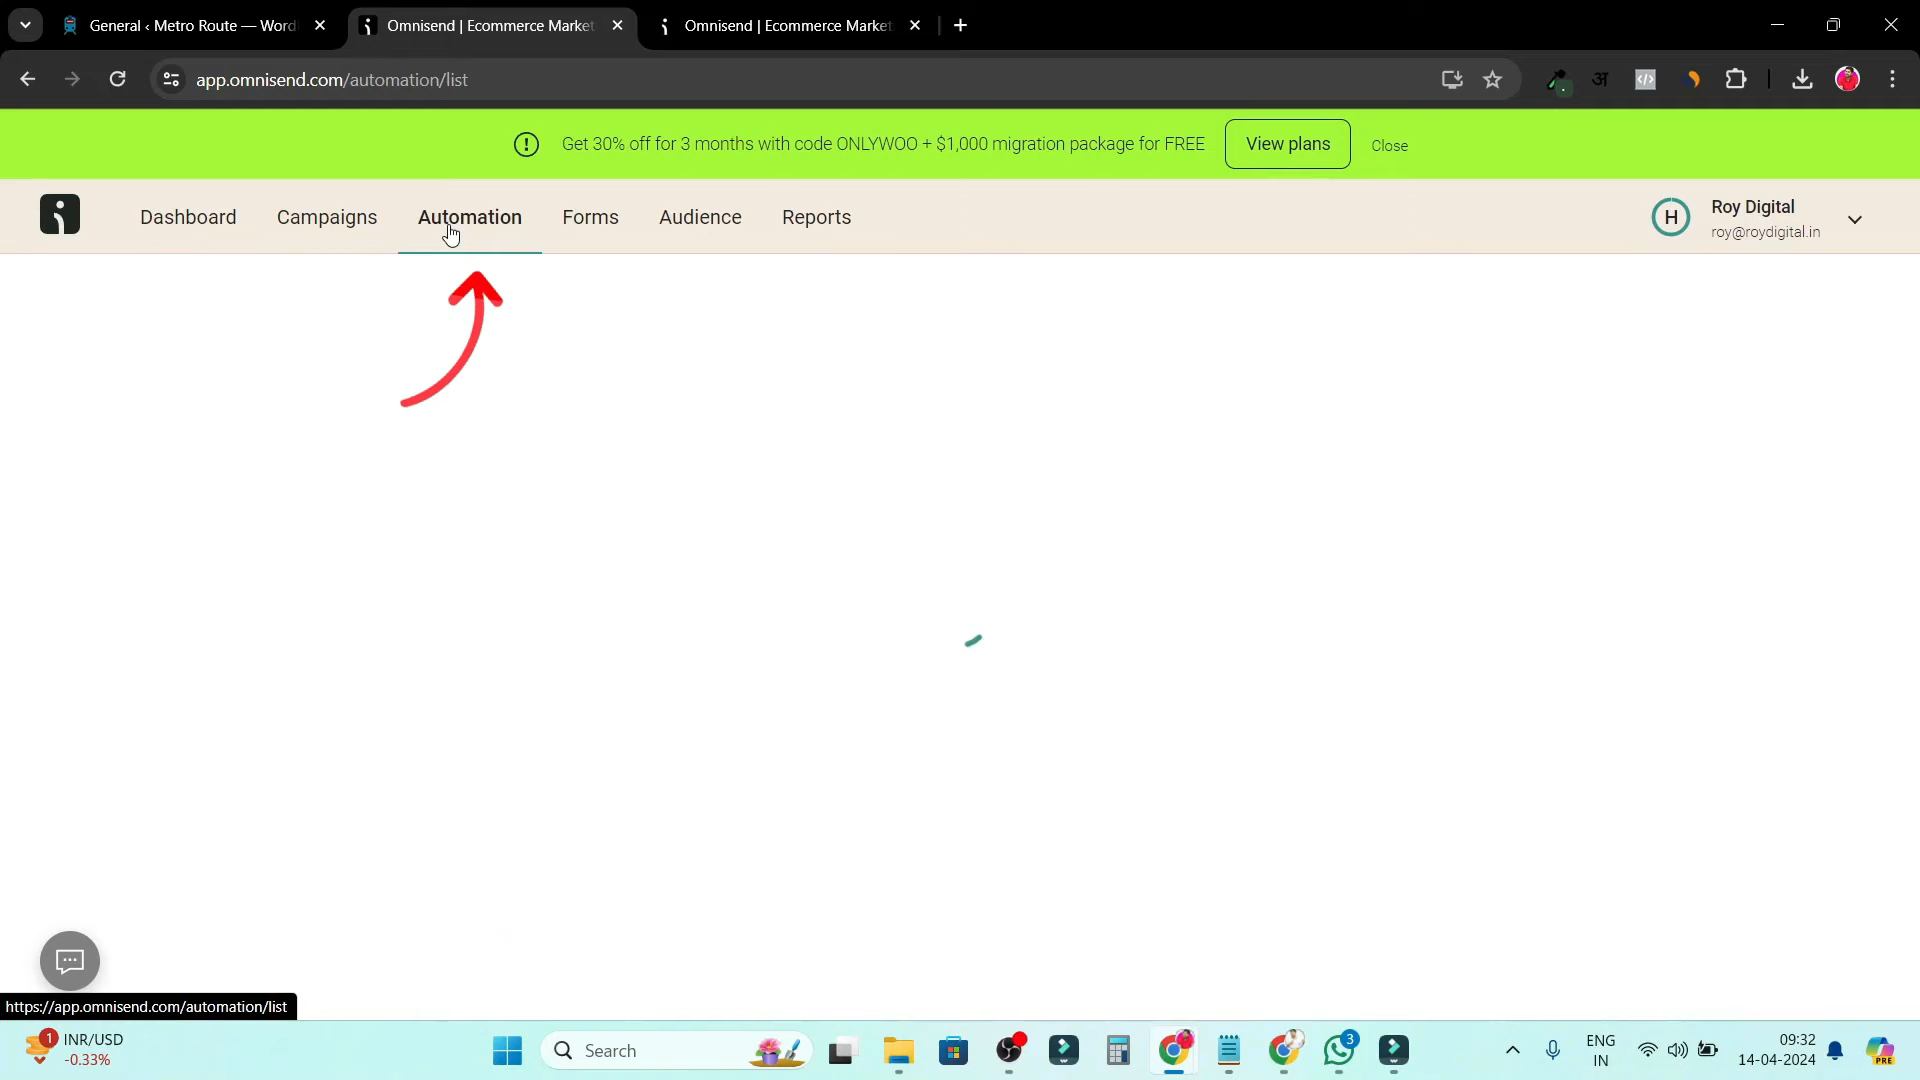 General ‹ Metro Route — Word
Omnisend | Ecommerce Market
Omnisend | Ecommerce Market
app.omnisend.com/automation/list
अ
Get 30% off for 3 months with code ONLYWOO + $1,000 migration package for FREE
View plans
Close
Dashboard
Campaigns
Automation
Forms
Audience
Reports
H
Roy Digital
roy@roydigital.in
https://app.omnisend.com/automation/list
1
INR/USD
-0.33%
Search
3
ENG
IN
09:32
14-04-2024
PRE